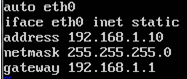 auto eth0
iface eth0 inet static
address 192.168.1.10
netmask 255.255.255.0
gateway 192.168.1.1